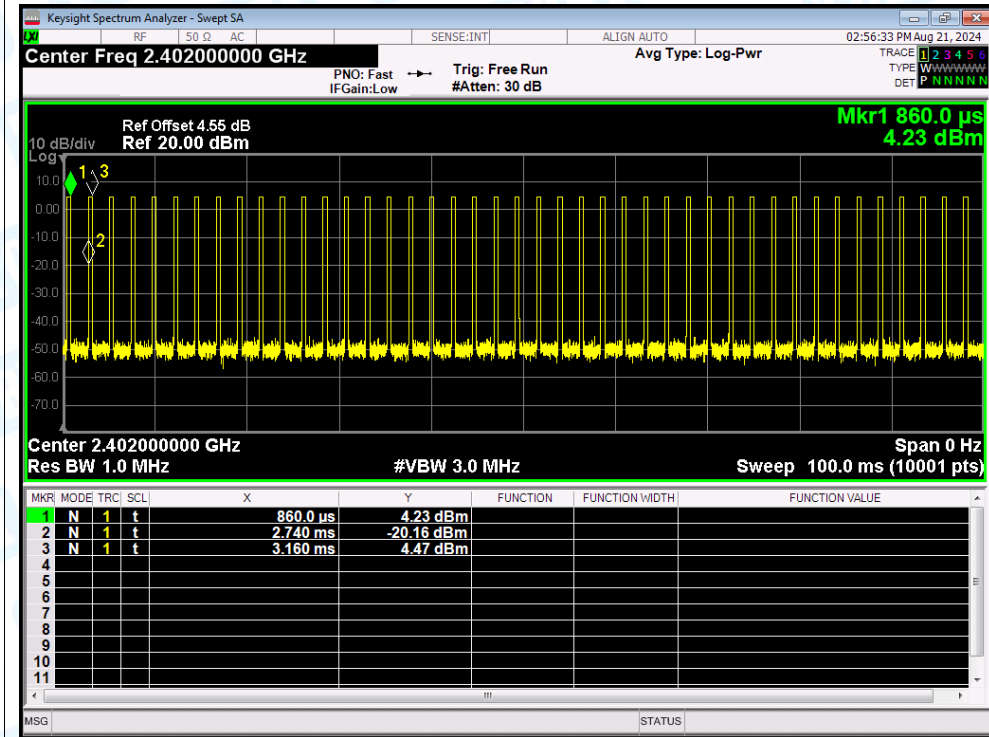 Keysight Spectrum Analyzer - Swept SA
LXI RF 50 Ω AC SENSE:INT ALIGN AUTO 02:56:33 PM Aug 21, 2024
Center Freq 2.402000000 GHz Avg Type: Log-Pwr TRACE 1 2 3 4 5 6
PNO: Fast Trig: Free Run TYPE WWWWWW
IFGain:Low #Atten: 30 dB DET P N N N N N
Mkr1 860.0 µs
Ref Offset 4.55 dB
10 dB/div Ref 20.00 dBm 4.23 dBm
Log
1 3
10.0
0.00
-10.0
2
-20.0
-30.0
-40.0
-50.0
-60.0
-70.0
Center 2.402000000 GHz Span 0 Hz
Res BW 1.0 MHz #VBW 3.0 MHz Sweep 100.0 ms (10001 pts)
MKR MODE TRC SCL X Y FUNCTION FUNCTION WIDTH FUNCTION VALUE
1 N 1 t 860.0 µs 4.23 dBm
2 N 1 t 2.740 ms -20.16 dBm
3 N 1 t 3.160 ms 4.47 dBm
4
5
6
7
8
9
10
11
MSG STATUS